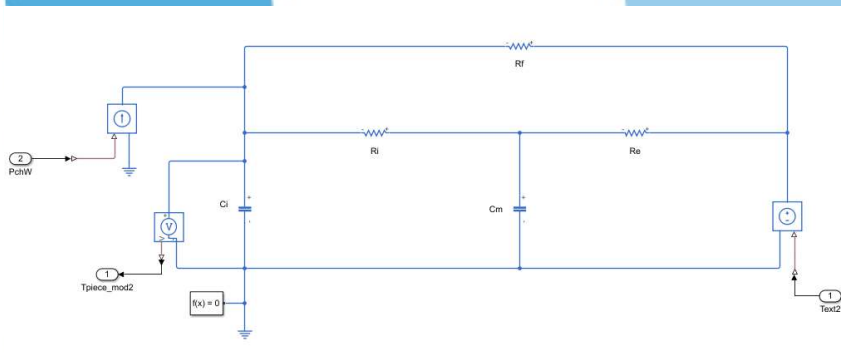 Rf
2
PchW
Ri
Re
Ci
Cm
V
1
Tpiece_mod2
f(x) = 0
1
Text2